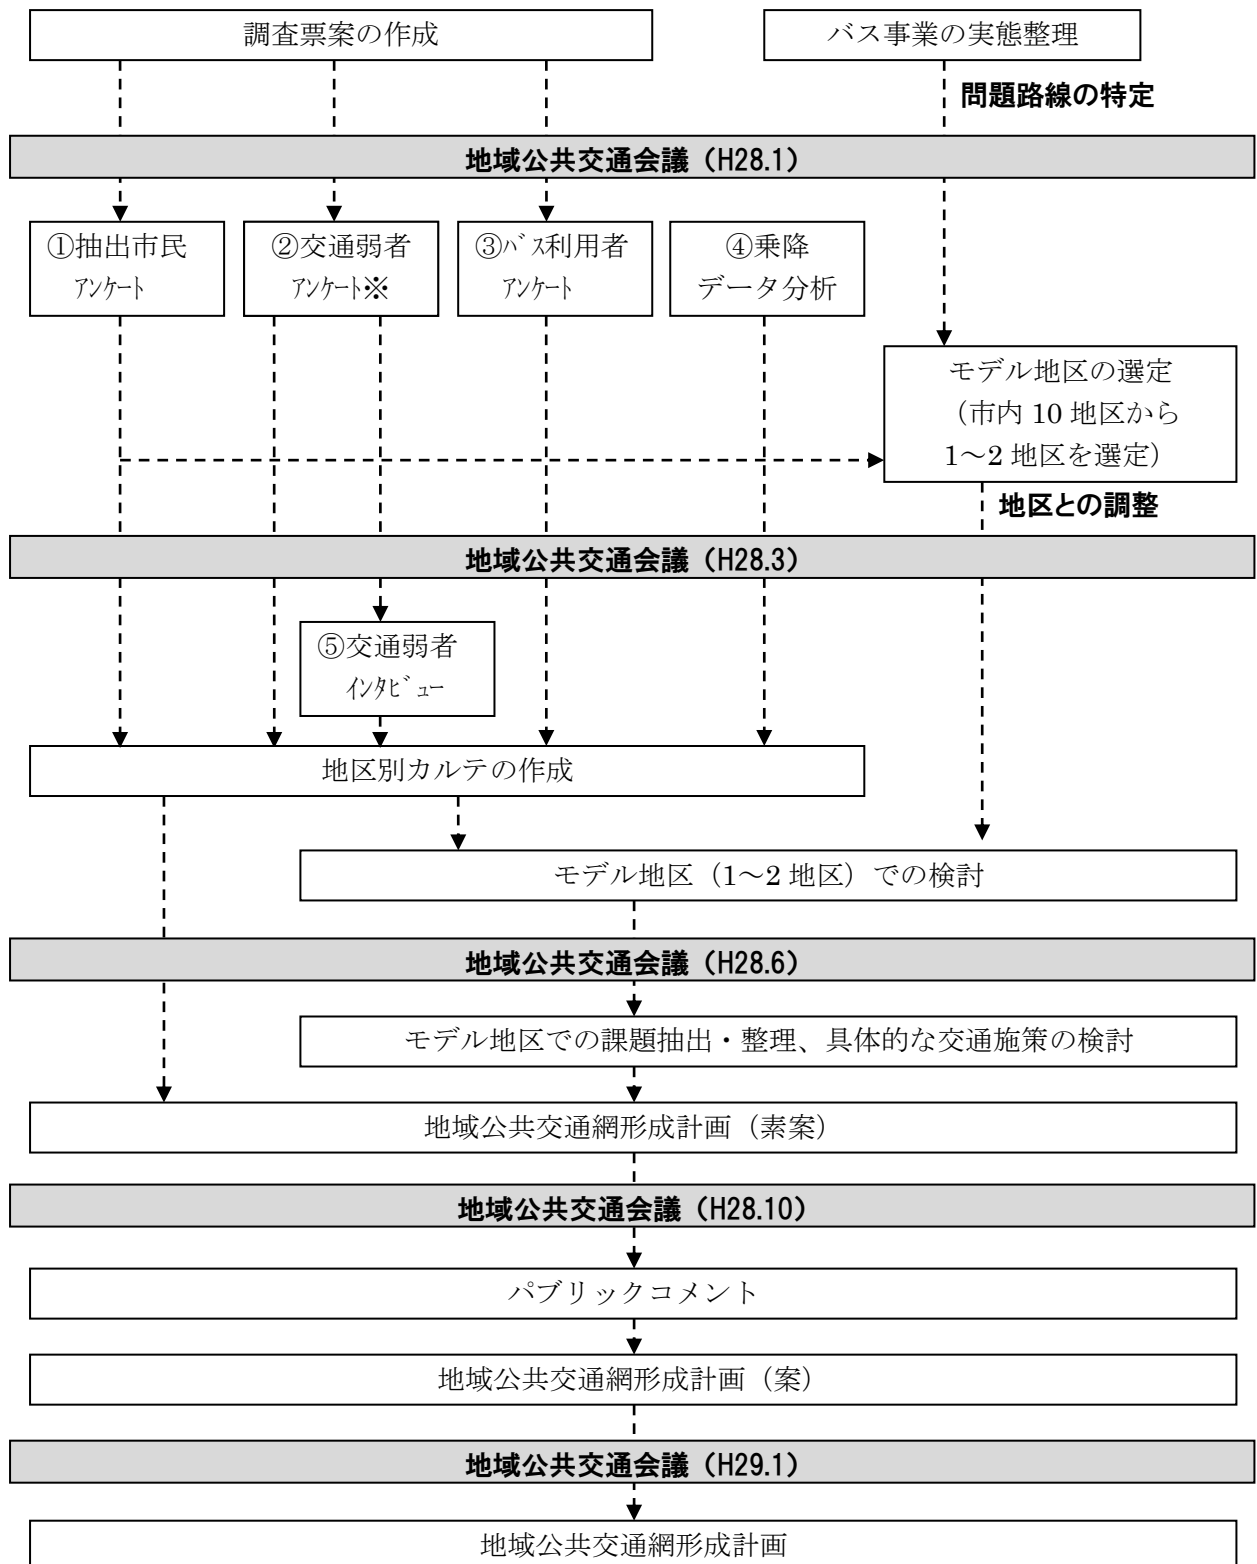 調査票案の作成
バス事業の実態整理
問題路線の特定
地域公共交通会議（H28.1）
①抽出市民
アンケート
②交通弱者
アンケート※
③バス利用者
アンケート
④乗降
データ分析
モデル地区の選定
（市内 10 地区から
1～2 地区を選定）
地区との調整
地域公共交通会議（H28.3）
⑤交通弱者
インタビュー
地区別カルテの作成
モデル地区（1～2 地区）での検討
地域公共交通会議（H28.6）
モデル地区での課題抽出・整理、具体的な交通施策の検討
地域公共交通網形成計画（素案）
地域公共交通会議（H28.10）
パブリックコメント
地域公共交通網形成計画（案）
地域公共交通会議（H29.1）
地域公共交通網形成計画